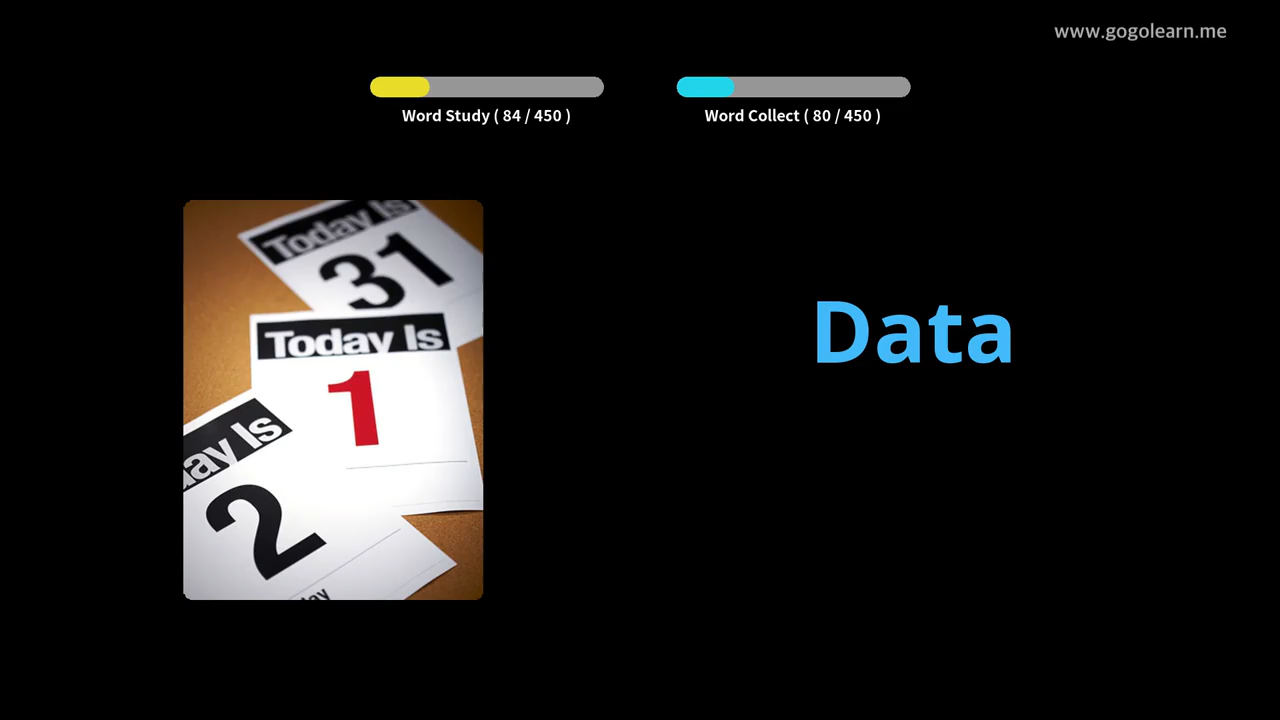 www.gogolearn.me
Word Study ( 84 / 450 )
Word Collect ( 80 / 450 )
Today Is
31
Today Is
1
ay Is
2
Data